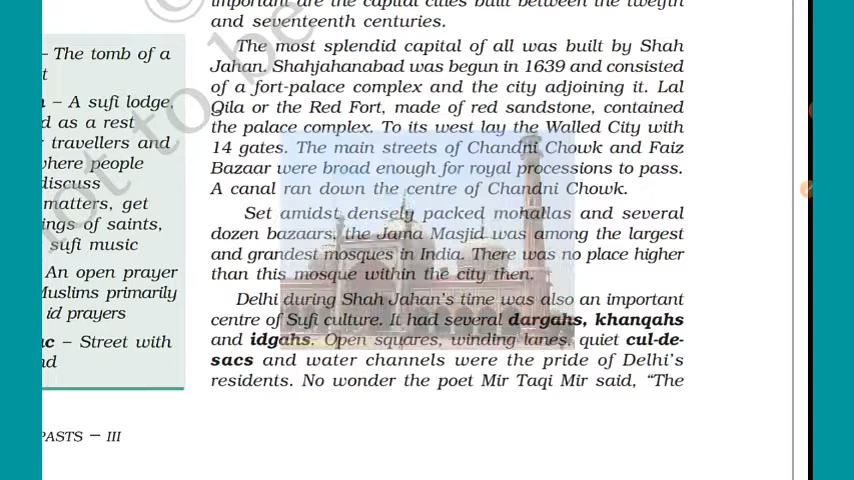 important are the capital cities built between the twelfth
and seventeenth centuries.
The most splendid capital of all was built by Shah
Jahan. Shahjahanabad was begun in 1639 and consisted
of a fort-palace complex and the city adjoining it. Lal
Qila or the Red Fort, made of red sandstone, contained
the palace complex. To its west lay the Walled City with
14 gates. The main streets of Chandni Chowk and Faiz
Bazaar were broad enough for royal processions to pass.
A canal ran down the centre of Chandni Chowk.
Set amidst densely packed mohallas and several
dozen bazaars, the Jama Masjid was among the largest
and grandest mosques in India. There was no place higher
than this mosque within the city then.
Delhi during Shah Jahan's time was also an important
centre of Sufi culture. It had several dargahs, khanqahs
and idgahs. Open squares, winding lanes, quiet cul-de-
sacs and water channels were the pride of Delhi's
residents. No wonder the poet Mir Taqi Mir said, "The
– The tomb of a
t
n – A sufi lodge,
d as a rest
travellers and
where people
discuss
matters, get
ings of saints,
sufi music
An open prayer
Muslims primarily
id prayers
ac – Street with
nd
PASTS – III
©
not to be